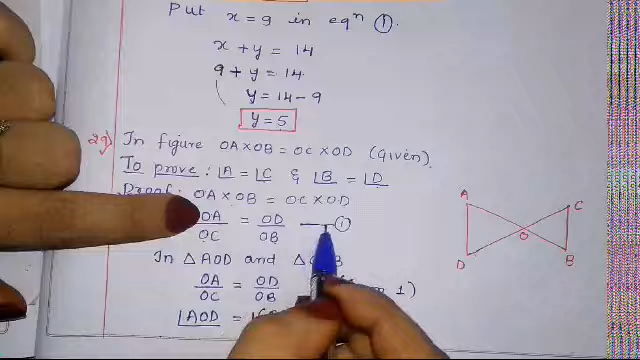 Put x = 9 in eqⁿ ①.
x + y = 14
9 + y = 14
y = 14 - 9
y = 5
29) In figure OA × OB = OC × OD (Given).
To prove : ∠A = ∠C & ∠B = ∠D
Proof: OA × OB = OC × OD
OA/OC = OD/OB — ①
In △AOD and △
OA/OC = OD/OB 1)
∠AOD =
A
C
O
D
B